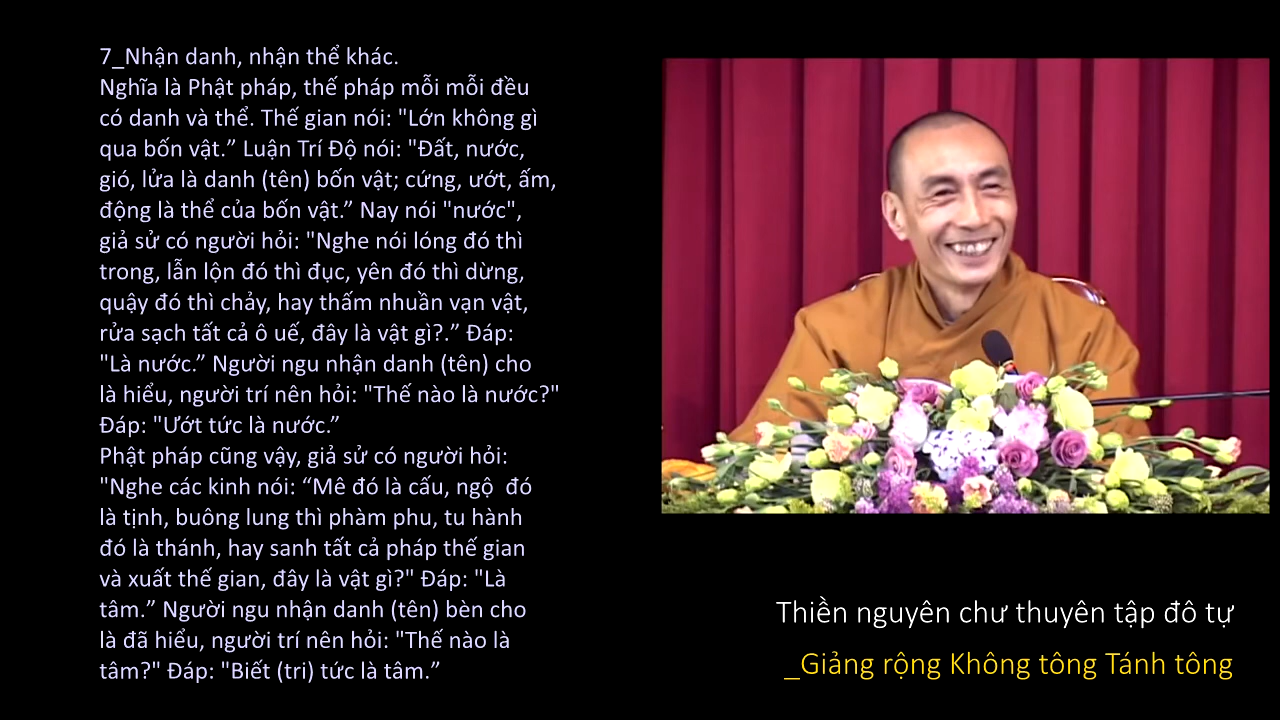 7_Nhận danh, nhận thể khác.
Nghĩa là Phật pháp, thế pháp mỗi mỗi đều
có danh và thể. Thế gian nói: "Lớn không gì
qua bốn vật.” Luận Trí Độ nói: "Đất, nước,
gió, lửa là danh (tên) bốn vật; cứng, ướt, ấm,
động là thể của bốn vật.” Nay nói "nước",
giả sử có người hỏi: "Nghe nói lóng đó thì
trong, lẫn lộn đó thì đục, yên đó thì dừng,
quậy đó thì chảy, hay thấm nhuần vạn vật,
rửa sạch tất cả ô uế, đây là vật gì?.” Đáp:
"Là nước.” Người ngu nhận danh (tên) cho
là hiểu, người trí nên hỏi: "Thế nào là nước?"
Đáp: "Ướt tức là nước.”
Phật pháp cũng vậy, giả sử có người hỏi:
"Nghe các kinh nói: “Mê đó là cấu, ngộ  đó
là tịnh, buông lung thì phàm phu, tu hành
đó là thánh, hay sanh tất cả pháp thế gian
và xuất thế gian, đây là vật gì?" Đáp: "Là
tâm.” Người ngu nhận danh (tên) bèn cho
là đã hiểu, người trí nên hỏi: "Thế nào là
tâm?" Đáp: "Biết (tri) tức là tâm.”
Thiền nguyên chư thuyên tập đô tự
_Giảng rộng Không tông Tánh tông